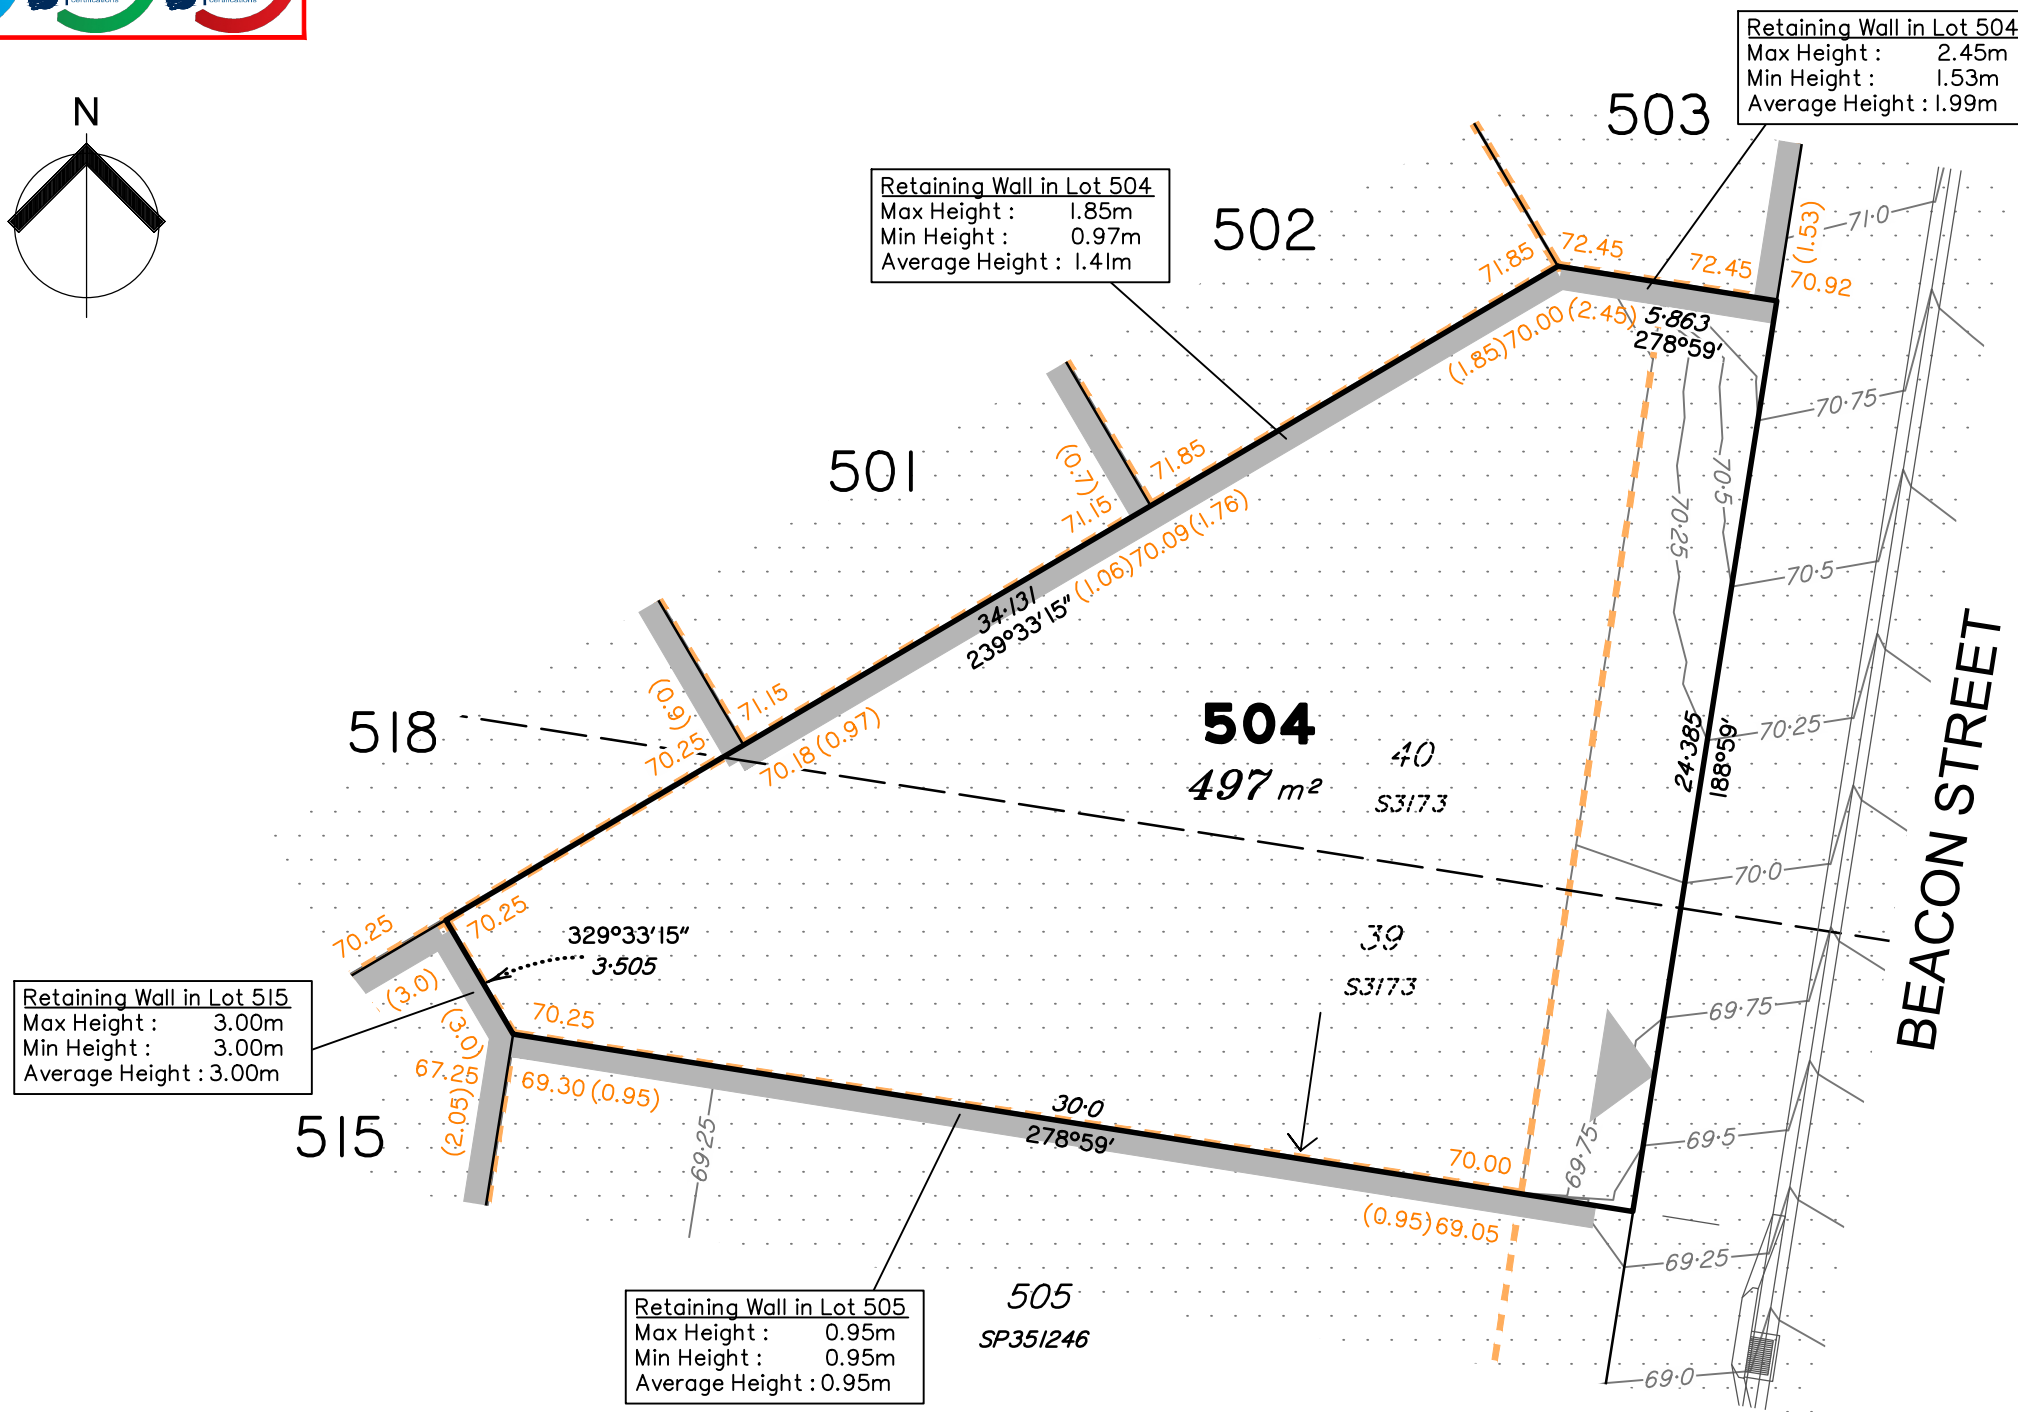 certifications
certifications
N
Retaining Wall in Lot 504
Max Height : 2.45m
Min Height : 1.53m
Average Height : 1.99m
503
Retaining Wall in Lot 504
Max Height : 1.85m
Min Height : 0.97m
Average Height : 1.41m
502
71.85
72.45
72.45
(1.53)
70.92
71·0
(1.85)
70.00
(2.45)
5·863
278°59'
70·75
501
(0.7)
71.15
71.85
(1.06)
70.09
(1.76)
70·25
70·5
70·5
34·131
239°33'15"
518
(0.9)
70.25
71.15
70.18 (0.97)
504
497 m²
40
S3173
24·385
188°59'
70·25
BEACON STREET
70·0
70.25
70.25
329°33'15"
3·505
39
S3173
(3.0)
(3.0)
70.25
69·75
Retaining Wall in Lot 515
Max Height : 3.00m
Min Height : 3.00m
Average Height : 3.00m
67.25
69.30 (0.95)
(2.05)
515
69·25
30·0
278°59'
70.00
69·75
69·5
(0.95) 69.05
69·25
505
SP351246
Retaining Wall in Lot 505
Max Height : 0.95m
Min Height : 0.95m
Average Height : 0.95m
69·0